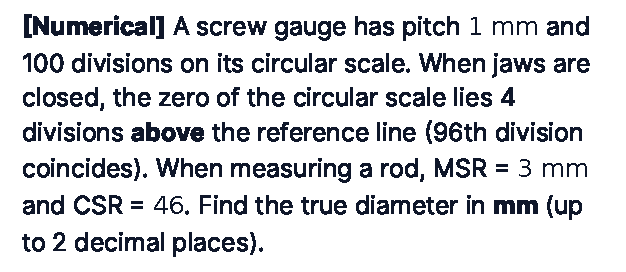 [Numerical] A screw gauge has pitch 1 mm and
100 divisions on its circular scale. When jaws are
closed, the zero of the circular scale lies 4
divisions above the reference line (96th division
coincides). When measuring a rod, MSR = 3 mm
and CSR = 46. Find the true diameter in mm (up
to 2 decimal places).